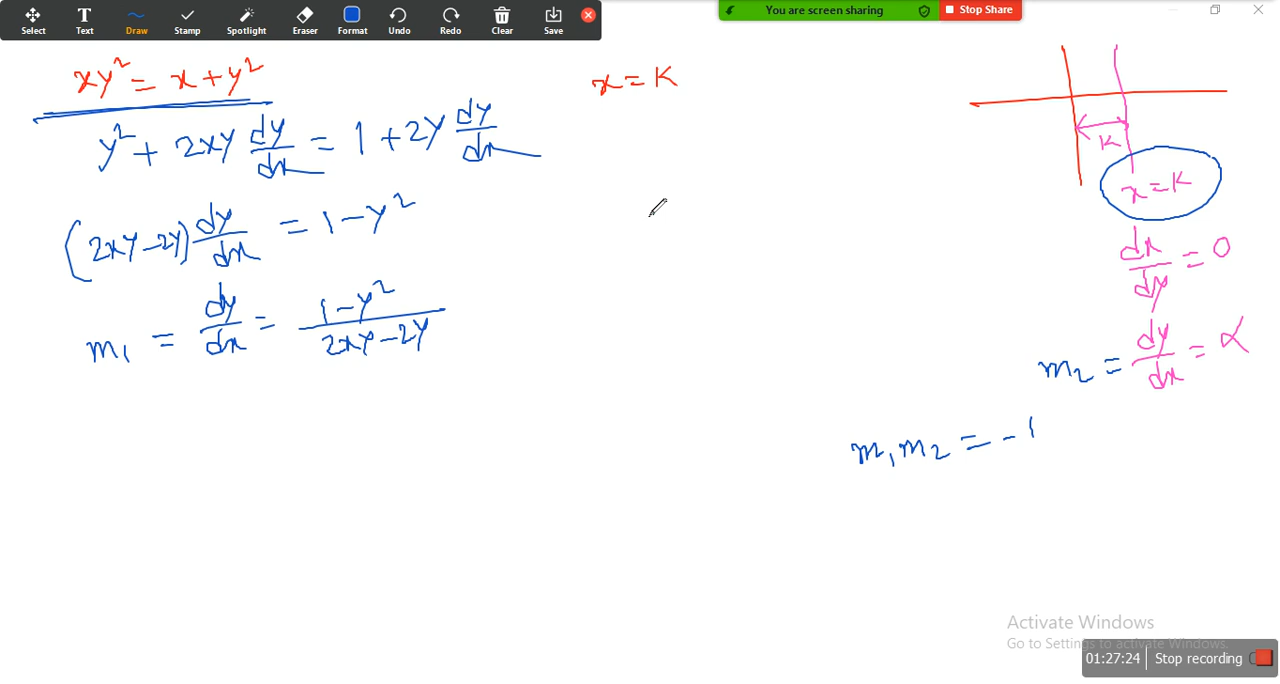 Select Text Draw Stamp Spotlight Eraser Format Undo Redo Clear Save
You are screen sharing Stop Share
xy² = x + y²
x = K
y² + 2xy dy/dx = 1 + 2y dy/dx
K
x = K
(2xy - 2y) dy/dx = 1 - y²
dx/dy = 0
m₁ = dy/dx = 1 - y² / 2xy - 2y
m₂ = dy/dx = α
m₁m₂ = -1
Activate Windows
Go to Settings to activate Windows.
01:27:24 Stop recording